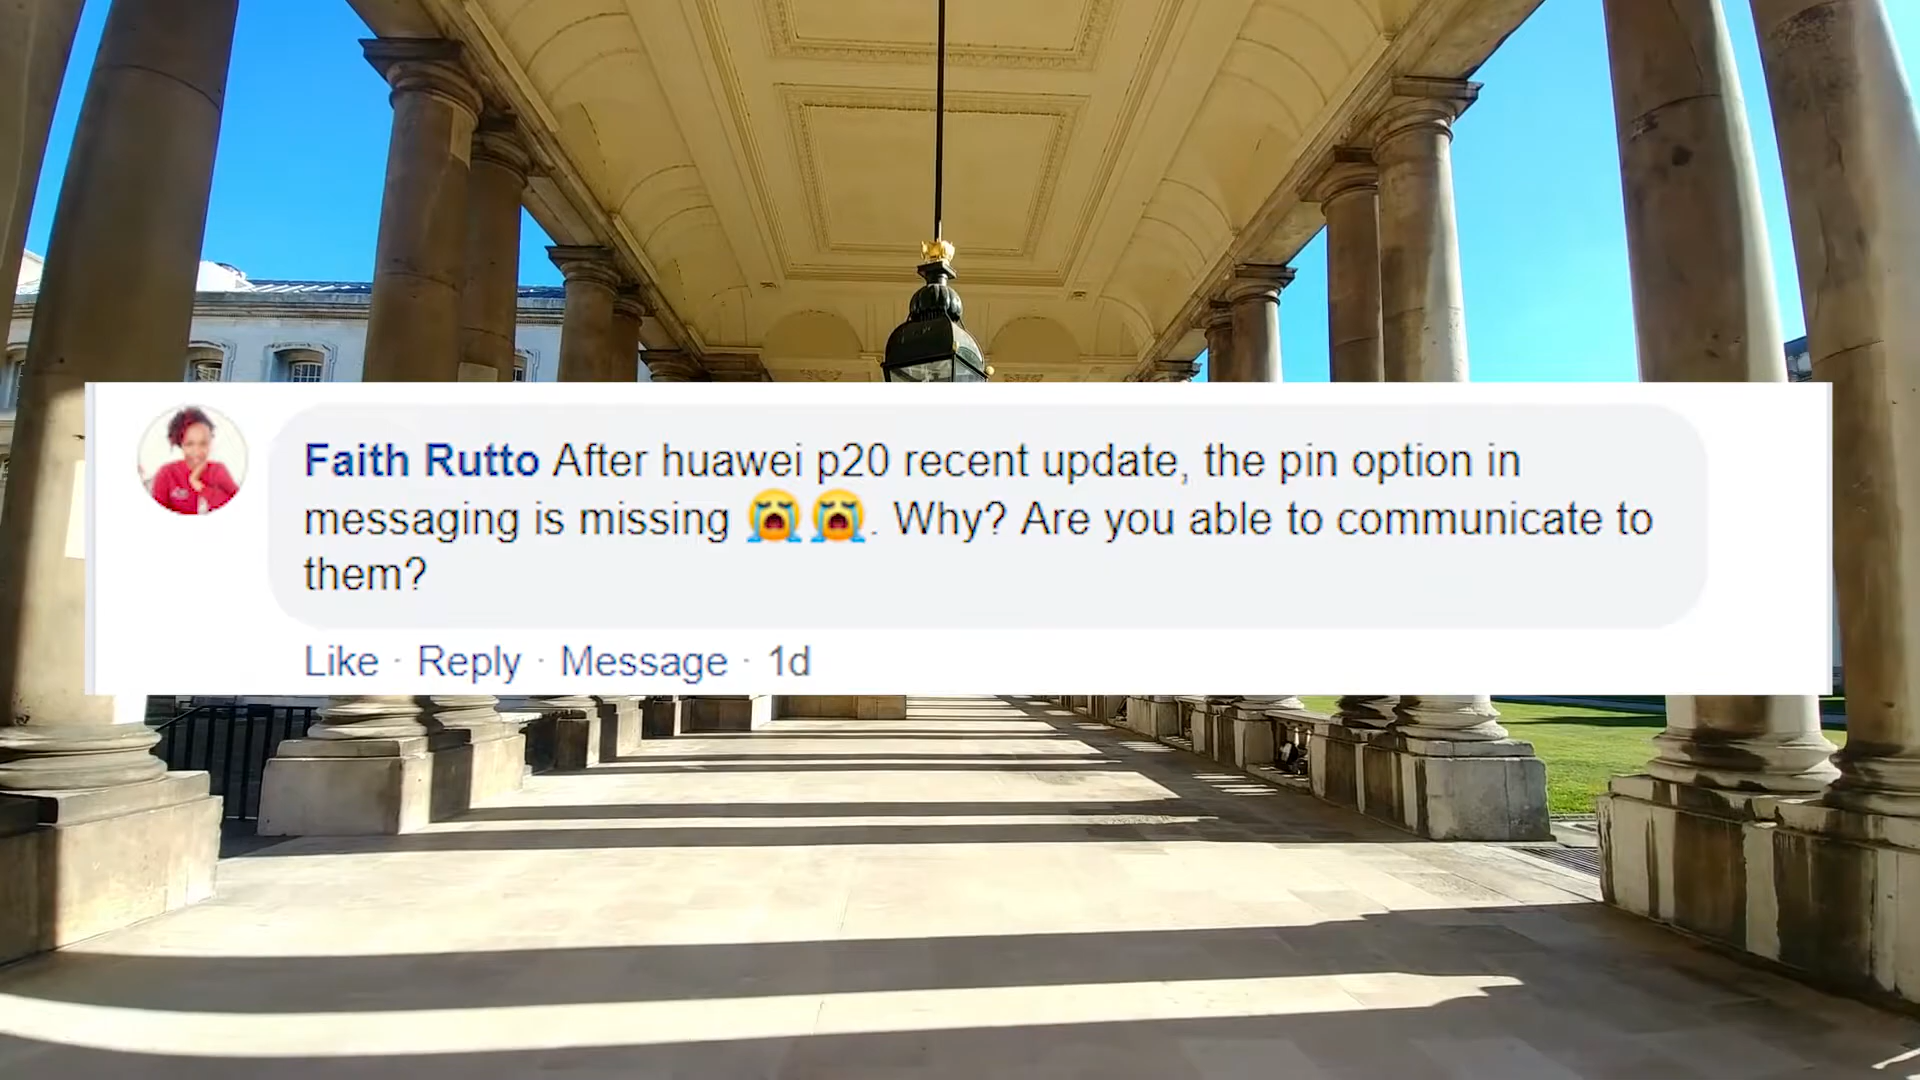 Faith Rutto After huawei p20 recent update, the pin option in
messaging is missing 😭😭. Why? Are you able to communicate to
them?
Like · Reply · Message · 1d